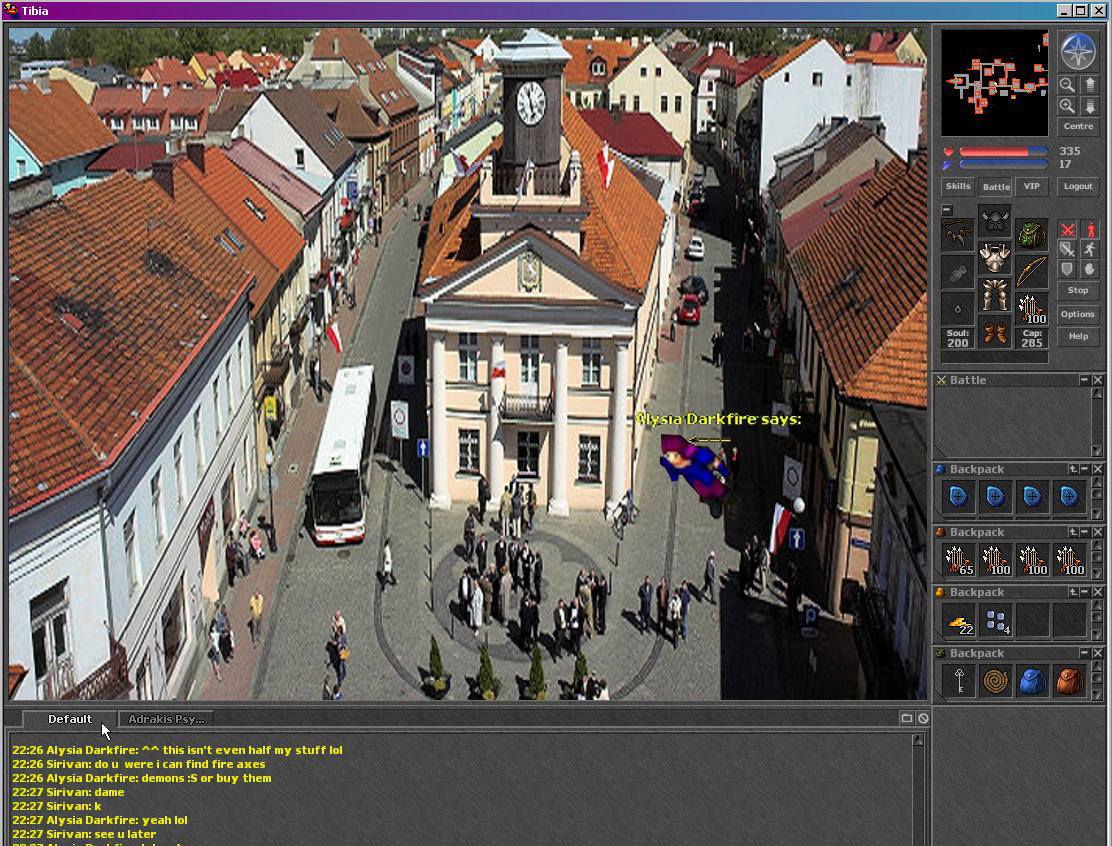 Tibia
Centre
335
17
Skills
Battle
VIP
Logout
100
Stop
Soul:
200
Cap:
285
Options
Help
Alysia Darkfire says:
Battle
Backpack
Backpack
65
100
100
100
Backpack
22
4
Backpack
Default
Adrakis Psy...
22:26 Alysia Darkfire: ^^ this isn't even half my stuff lol
22:26 Sirivan: do u were i can find fire axes
22:26 Alysia Darkfire: demons :S or buy them
22:27 Sirivan: dame
22:27 Sirivan: k
22:27 Alysia Darkfire: yeah lol
22:27 Sirivan: see u later